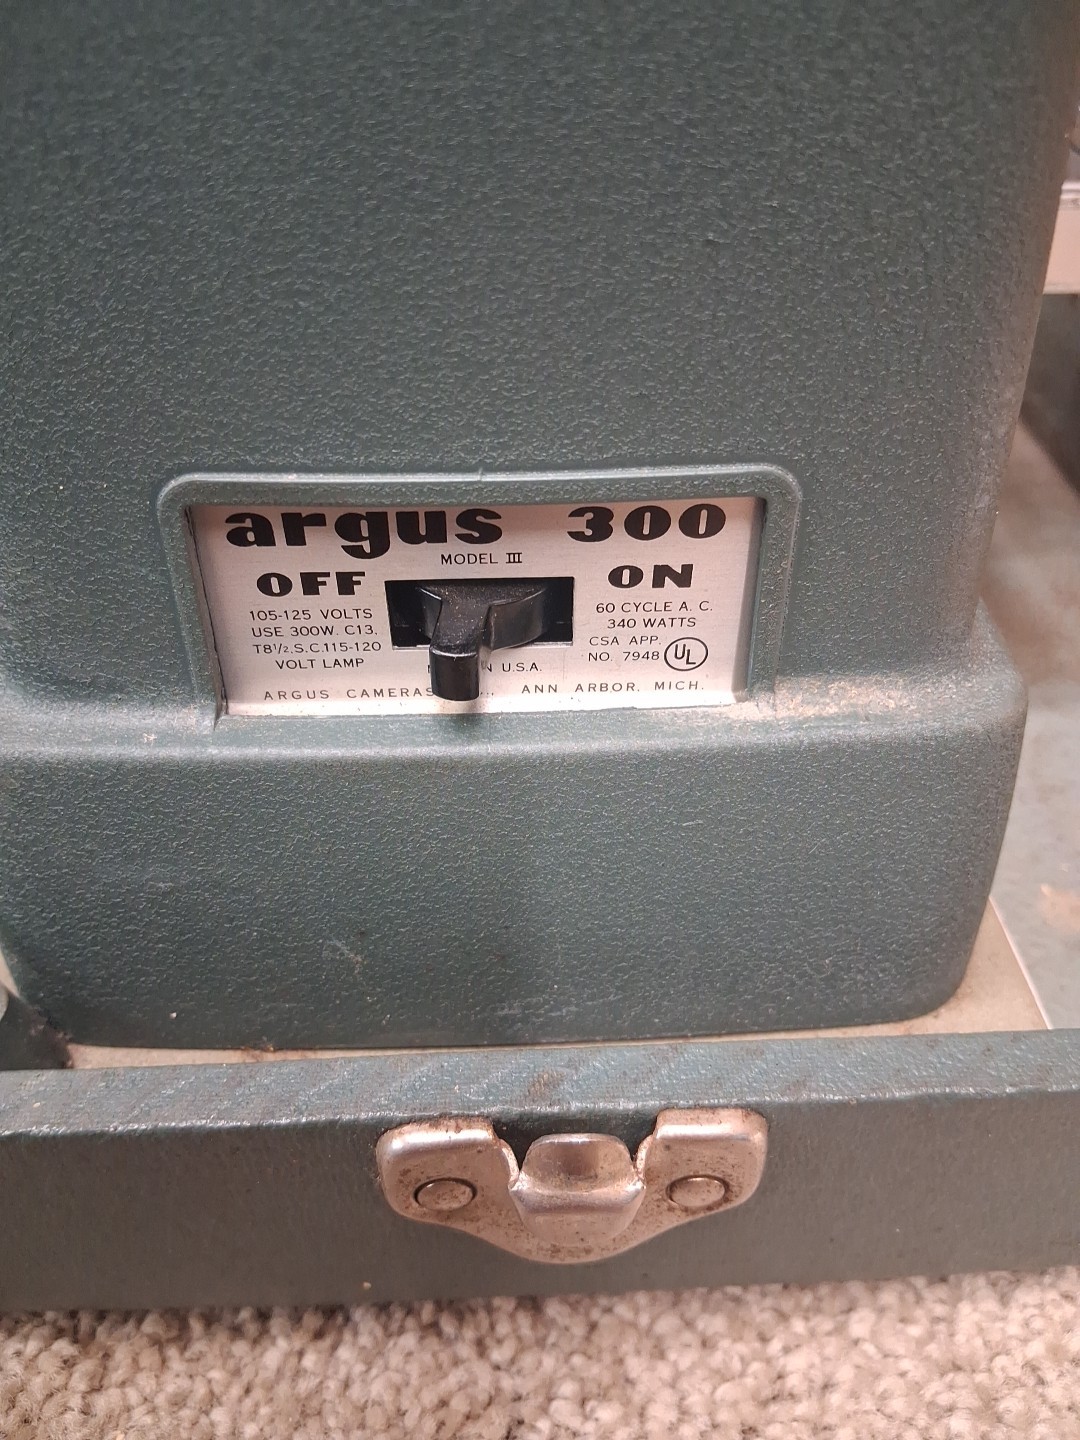 argus 300
MODEL III
OFF
ON
105-125 VOLTS
USE 300W. C13,
T8½.S.C.115-120
VOLT LAMP
60 CYCLE A. C.
340 WATTS
CSA APP.
NO. 7948 UL
N U.S.A.
ARGUS CAMERAS ANN ARBOR, MICH.